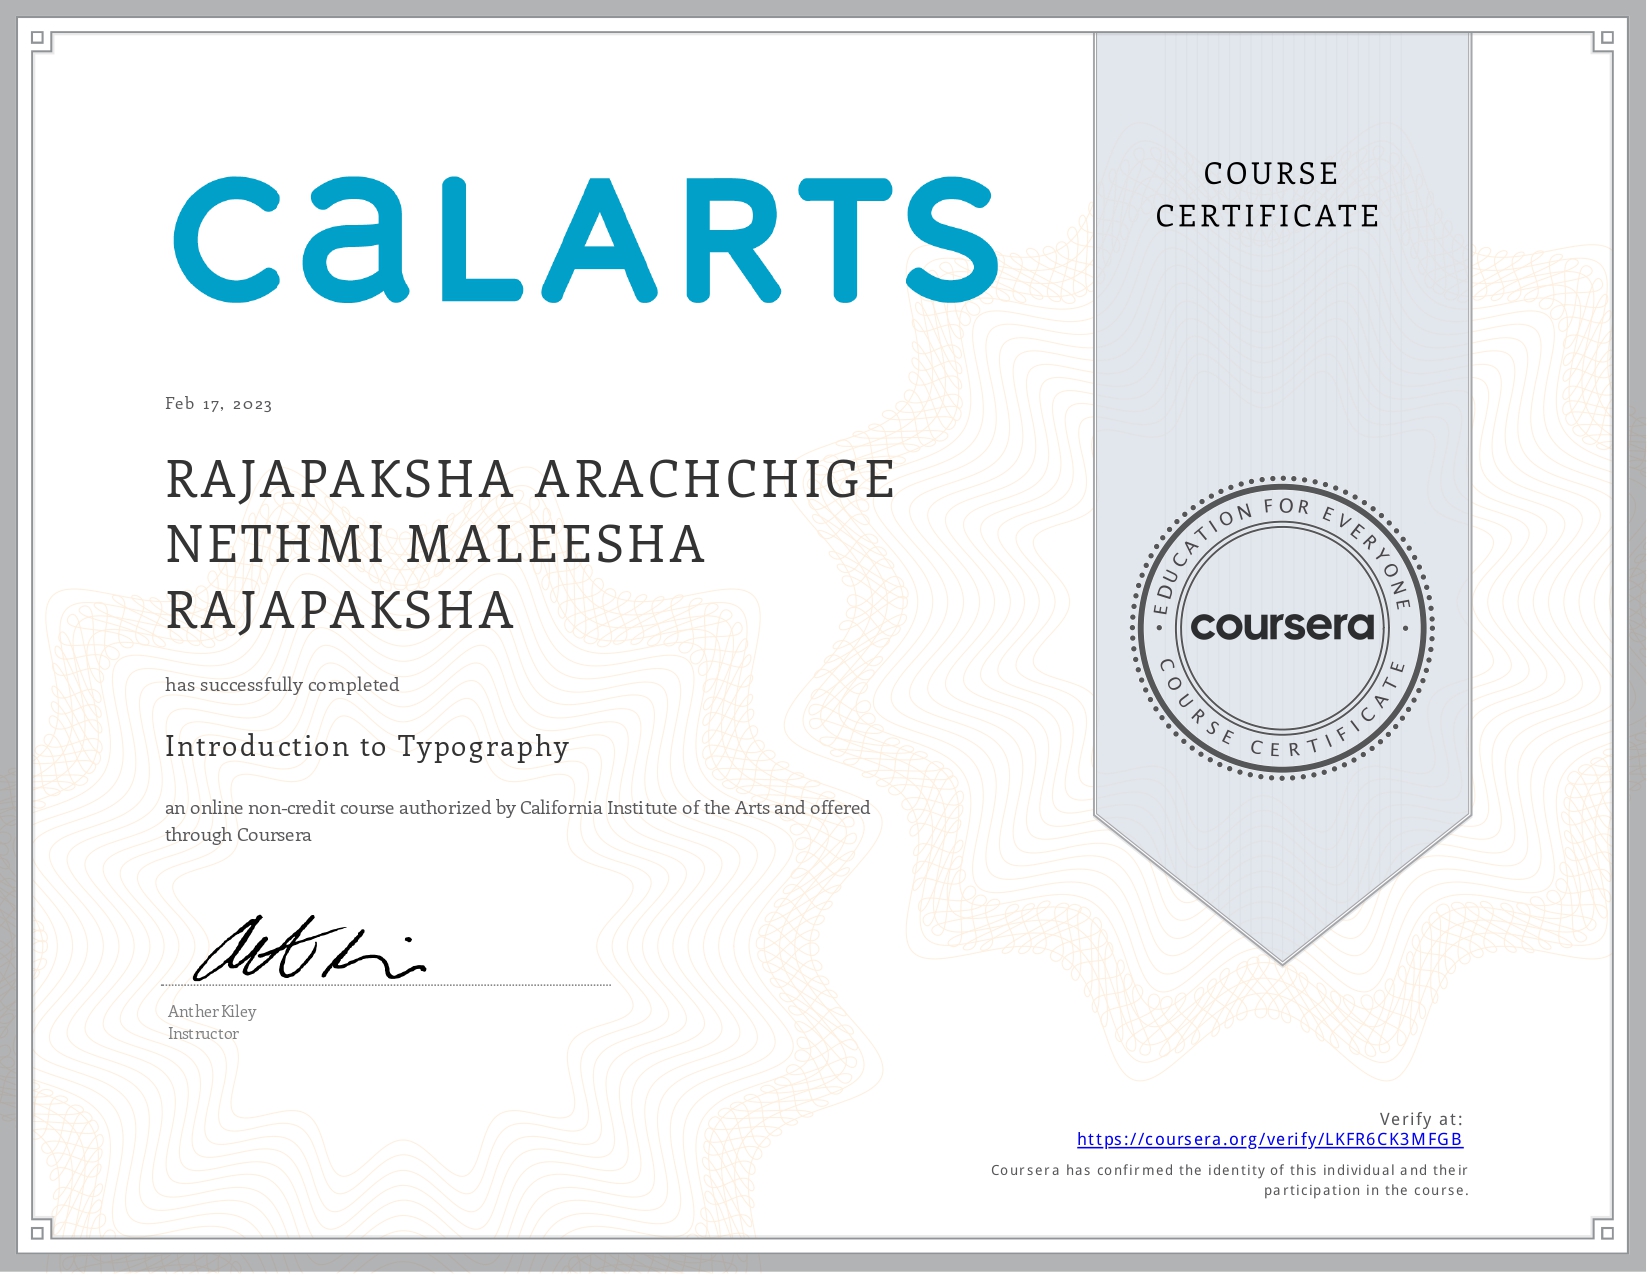 CaLARTS
COURSE
CERTIFICATE
Feb 17, 2023
RAJAPAKSHA ARACHCHIGE
NETHMI MALEESHA
RAJAPAKSHA
has successfully completed
Introduction to Typography
an online non-credit course authorized by California Institute of the Arts and offered
through Coursera
EDUCATION FOR EVERYONE
coursera
COURSE CERTIFICATE
Anther Kiley
Instructor
Verify at:
https://coursera.org/verify/LKFR6CK3MFGB
Coursera has confirmed the identity of this individual and their
participation in the course.